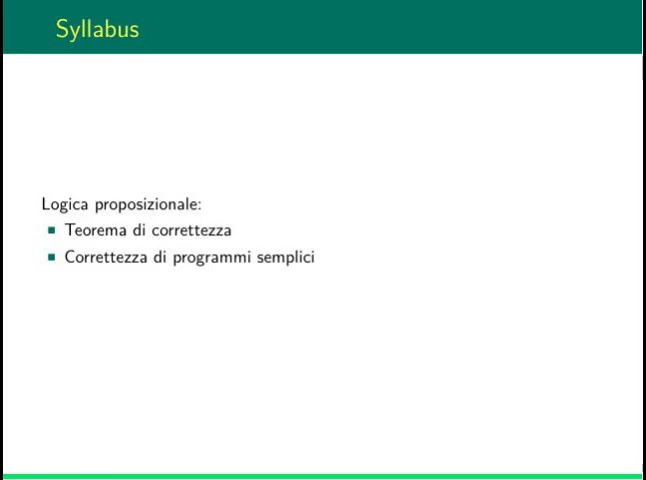 Syllabus
Logica proposizionale:
Teorema di correttezza
Correttezza di programmi semplici